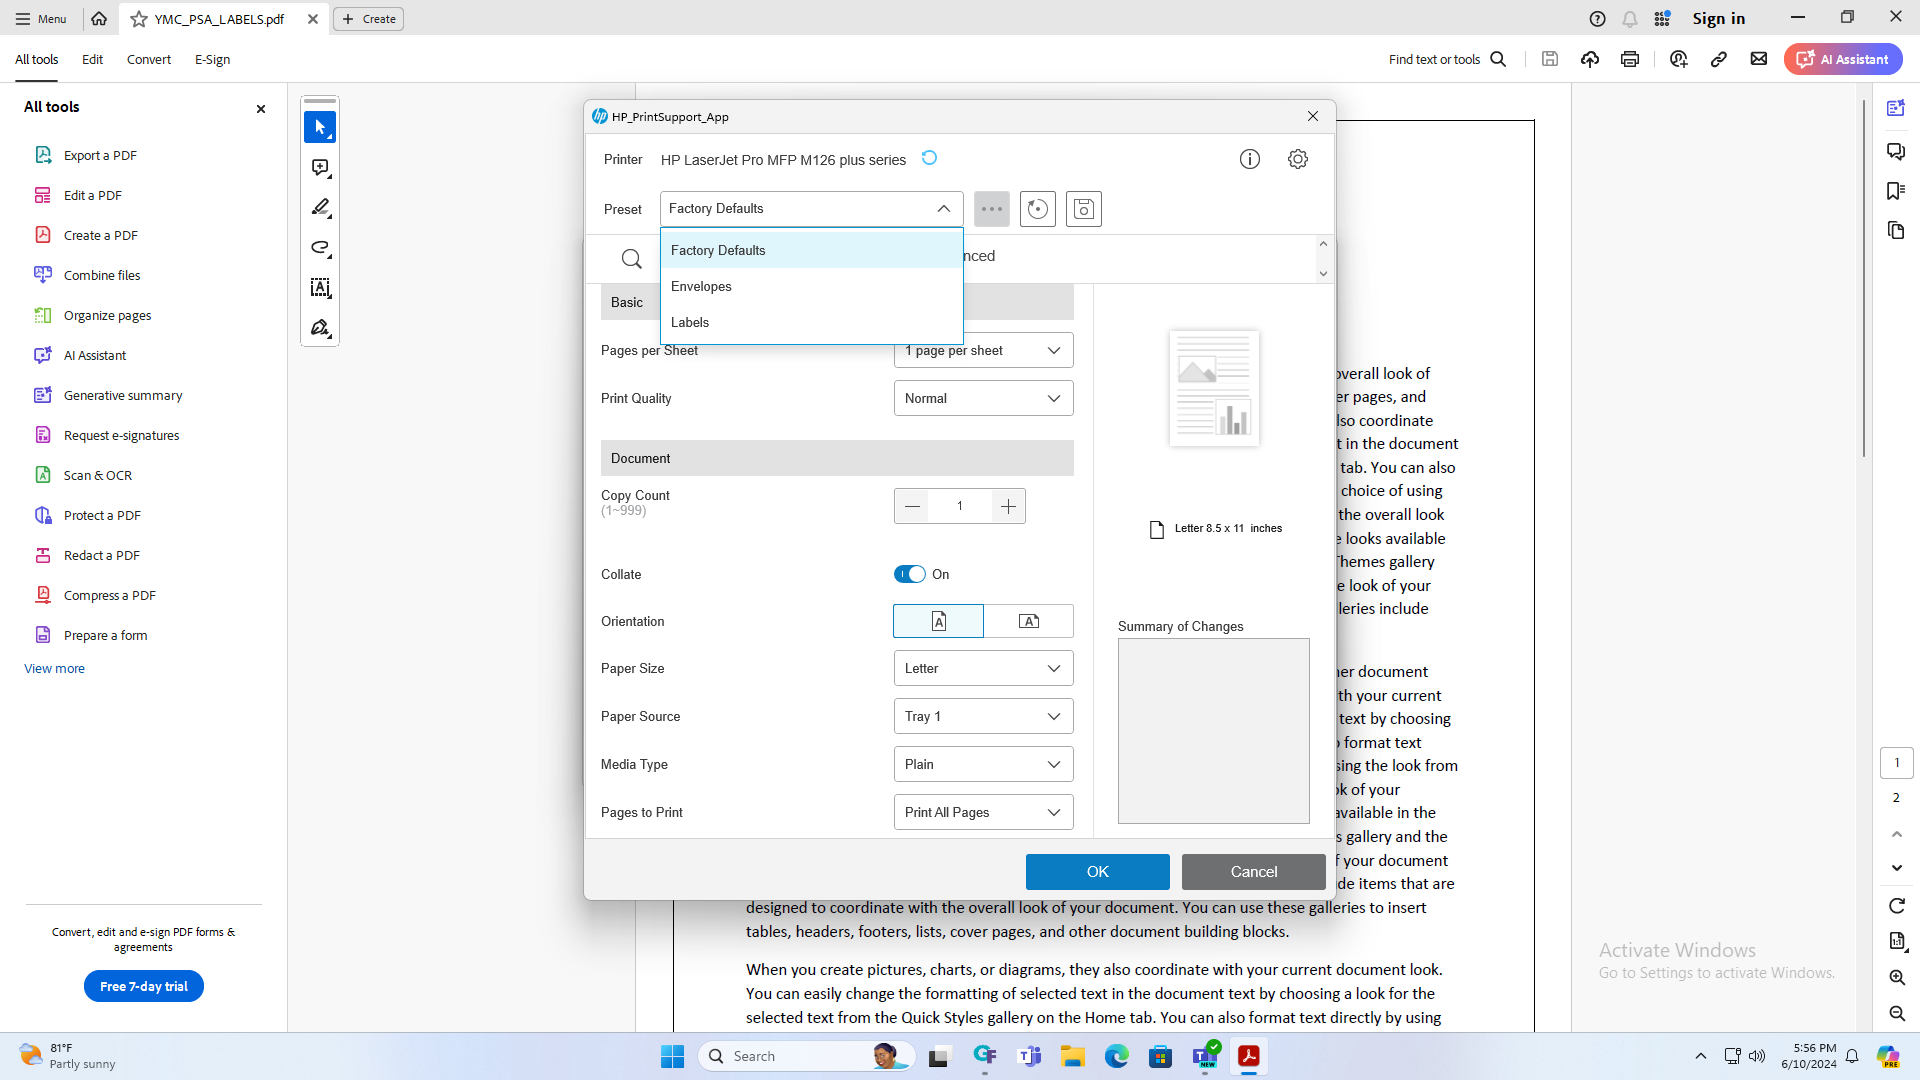 Menu
YMC_PSA_LABELS.pdf
Create
Sign in
All tools
Edit
Convert
E-Sign
Find text or tools
AI Assistant
All tools
Export a PDF
Edit a PDF
Create a PDF
Combine files
Organize pages
AI Assistant
Generative summary
Request e-signatures
Scan & OCR
Protect a PDF
Redact a PDF
Compress a PDF
Prepare a form
View more
Convert, edit and e-sign PDF forms &
agreements
Free 7-day trial
HP_PrintSupport_App
Printer
HP LaserJet Pro MFP M126 plus series
Preset
Factory Defaults
Factory Defaults
Envelopes
Labels
nced
Basic
Pages per Sheet
1 page per sheet
Print Quality
Normal
Document
Copy Count
(1~999)
1
Collate
On
Orientation
Paper Size
Letter
Paper Source
Tray 1
Media Type
Plain
Pages to Print
Print All Pages
Letter 8.5 x 11 inches
Summary of Changes
OK
Cancel
overall look of
er pages, and
lso coordinate
t in the document
tab. You can also
choice of using
the overall look
e looks available
Themes gallery
e look of your
leries include
her document
th your current
text by choosing
o format text
sing the look from
ok of your
available in the
s gallery and the
f your document
de items that are
designed to coordinate with the overall look of your document. You can use these galleries to insert
tables, headers, footers, lists, cover pages, and other document building blocks.
When you create pictures, charts, or diagrams, they also coordinate with your current document look.
You can easily change the formatting of selected text in the document text by choosing a look for the
selected text from the Quick Styles gallery on the Home tab. You can also format text directly by using
1
2
Activate Windows
Go to Settings to activate Windows.
81°F
Partly sunny
Search
NEW
5:56 PM
6/10/2024
PRE